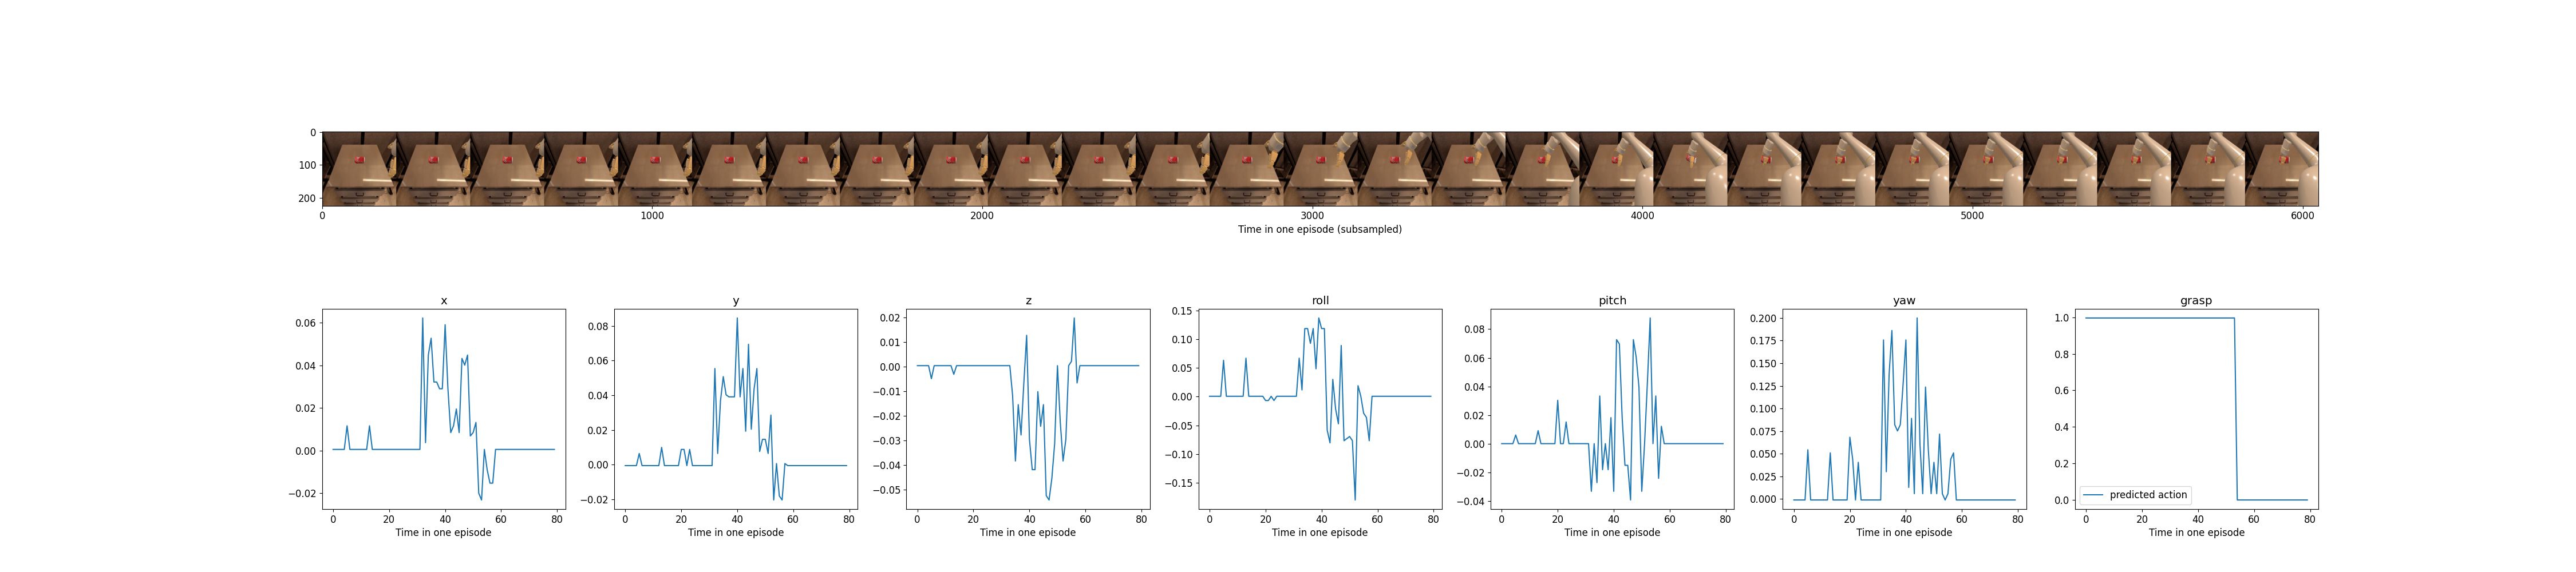 0
100
200
0 1000 2000 3000 4000 5000 6000
Time in one episode (subsampled)
x
0.06
0.04
0.02
0.00
−0.02
0 20 40 60 80
Time in one episode
y
0.08
0.06
0.04
0.02
0.00
−0.02
0 20 40 60 80
Time in one episode
z
0.02
0.01
0.00
−0.01
−0.02
−0.03
−0.04
−0.05
0 20 40 60 80
Time in one episode
roll
0.15
0.10
0.05
0.00
−0.05
−0.10
−0.15
0 20 40 60 80
Time in one episode
pitch
0.08
0.06
0.04
0.02
0.00
−0.02
−0.04
0 20 40 60 80
Time in one episode
yaw
0.200
0.175
0.150
0.125
0.100
0.075
0.050
0.025
0.000
0 20 40 60 80
Time in one episode
grasp
1.0
0.8
0.6
0.4
0.2
0.0
predicted action
0 20 40 60 80
Time in one episode